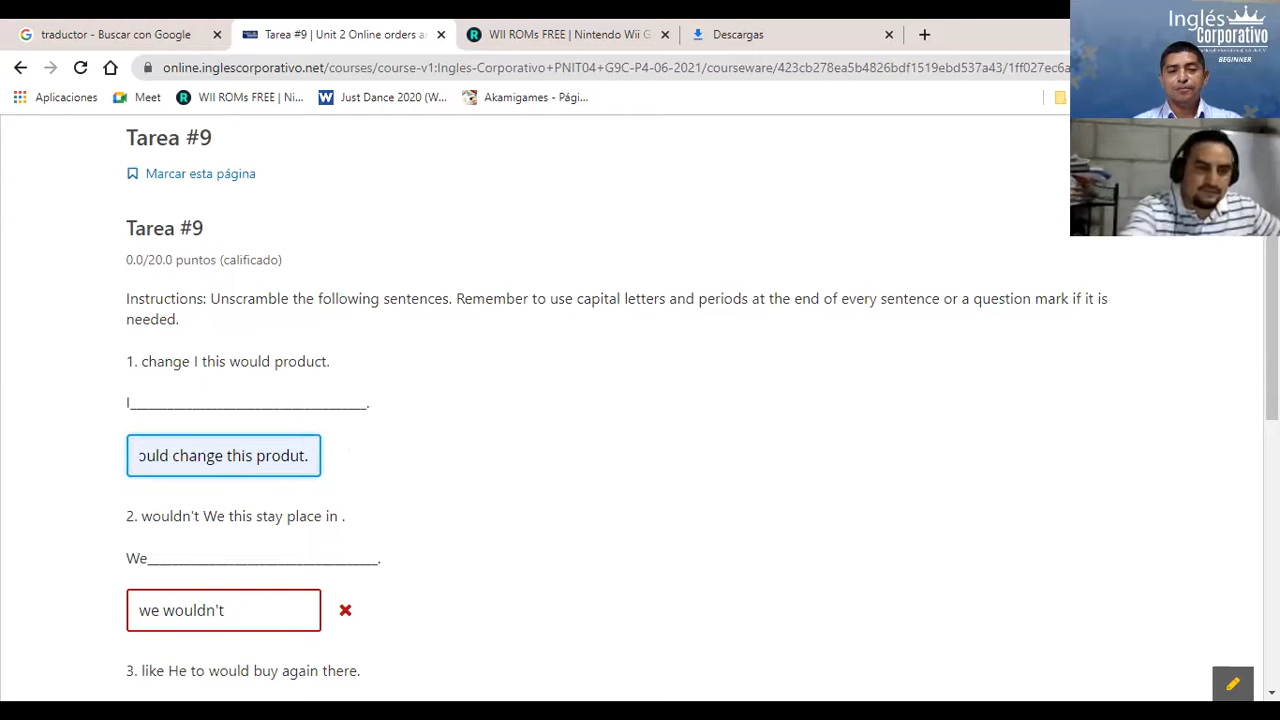 traductor - Buscar con Google
Tarea #9 | Unit 2 Online orders a
WII ROMs FREE | Nintendo Wii G
Descargas
online.inglescorporativo.net/courses/course-v1:Ingles-
+PNIT04+G9C-P4-06-2021/courseware/423cb278ea5b4826bdf1519ebd537a43/1ff027ec6a
Aplicaciones
Meet
WII ROMs FREE | Ni...
Just Dance 2020 (W...
Akamigames - Pági...
Inglés
Corporativo
BEGINNER
Tarea #9
Marcar esta página
Tarea #9
0.0/20.0 puntos (calificado)
Instructions: Unscramble the following sentences. Remember to use capital letters and periods at the end of every sentence or a question mark if it is
needed.
1. change I this would product.
I____________________________________.
ould change this produt.
2. wouldn't We this stay place in .
We___________________________________.
we wouldn't
3. like He to would buy again there.